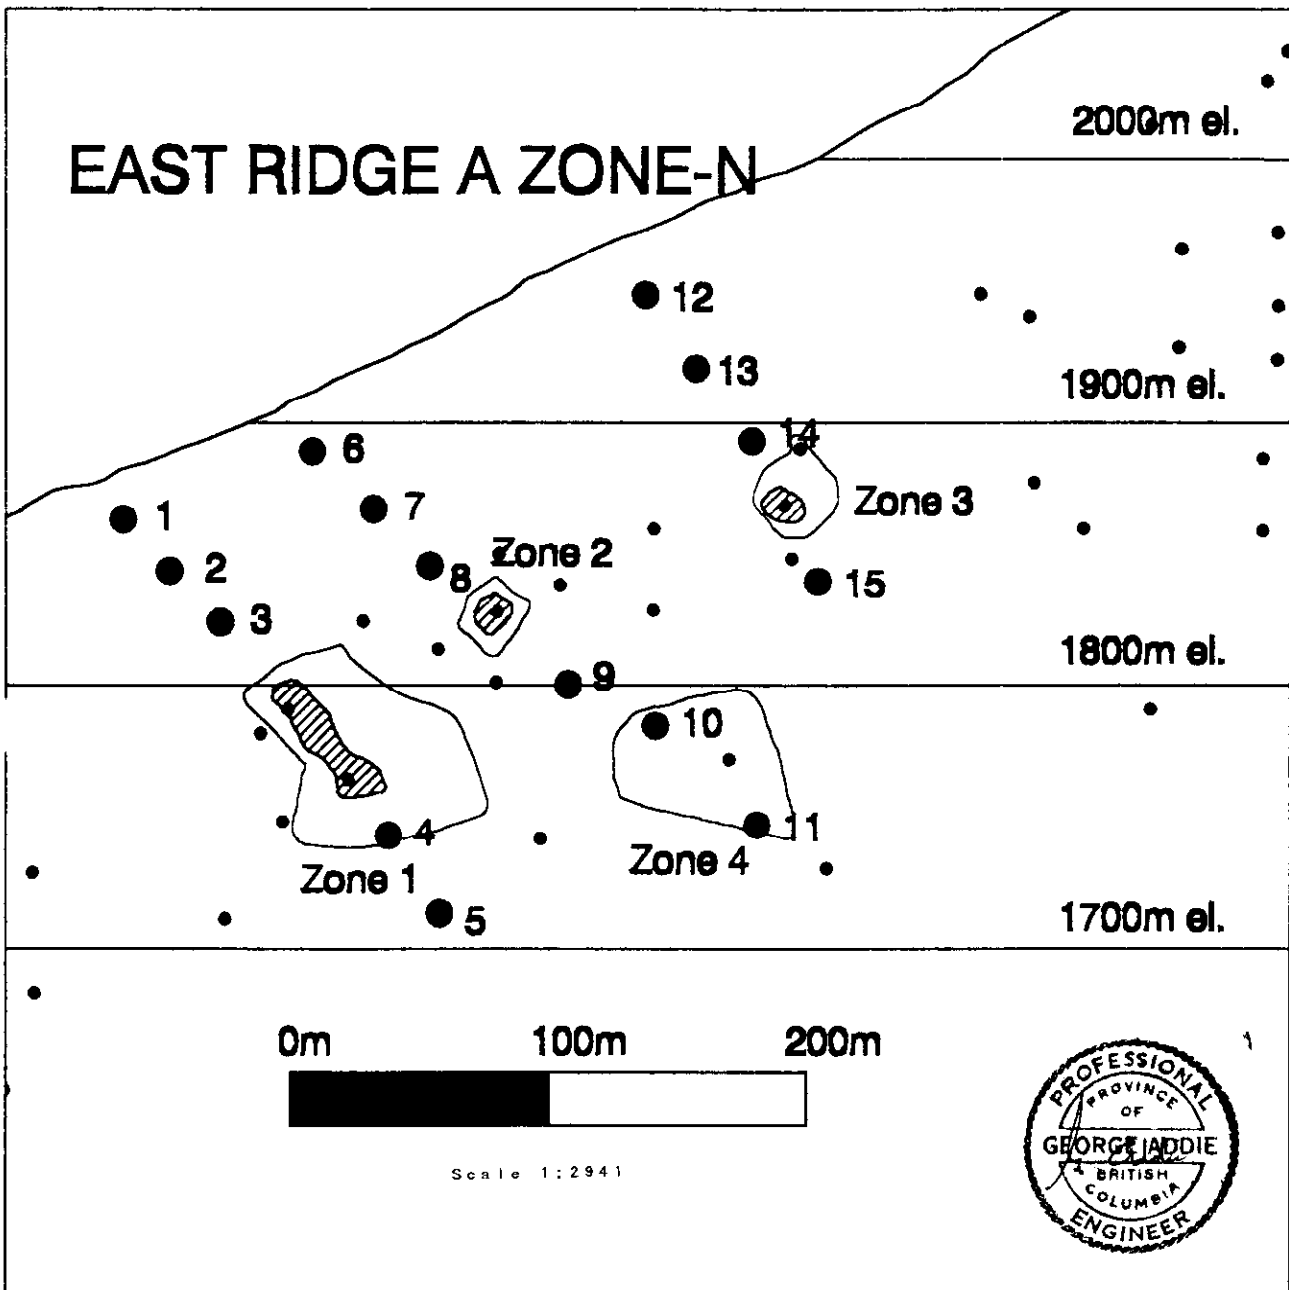 2000m el.
EAST RIDGE A ZONE-N
12
13
1900m el.
14
6
Zone 3
7
1
Zone 2
8
2
15
3
1800m el.
9
10
4
11
Zone 4
Zone 1
5
1700m el.
0m 100m 200m
Scale 1:2941
PROFESSIONAL
PROVINCE
OF
GEORGE ADDIE
BRITISH
COLUMBIA
ENGINEER